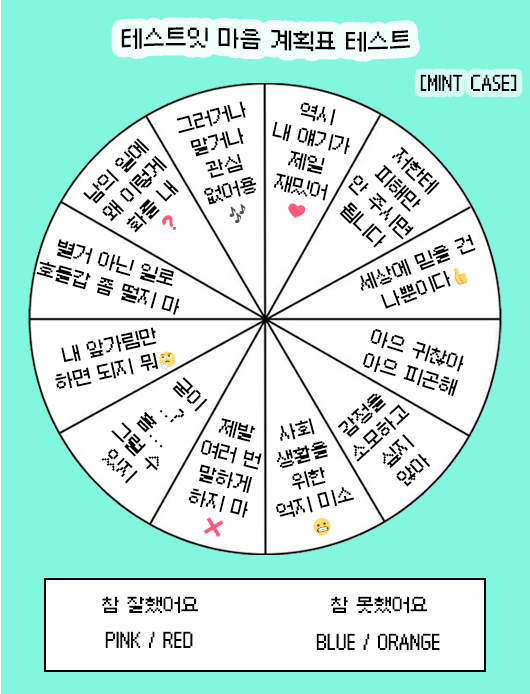 테스트잇 마음 계획표 테스트
[MINT CASE]
역시
내 얘기가
제일
재밌어
저한테
피해만
안 주시면
됩니다
세상에 믿을 건
나뿐이다👍
아으 귀찮아
아으 피곤해
감정을
소모하고
싶지
않아
사회
생활을
위한
억지 미소
제발
여러 번
말하게
하지 마
굳이
흠..?
그럴 수
있지
내 앞가림만
하면 되지 뭐
별거 아닌 일로
호들갑 좀 떨지 마
남의 일에
왜 이렇게
화를 내
?
그러거나
말거나
관심
없어용
참 잘했어요
PINK / RED
참 못했어요
BLUE / ORANGE